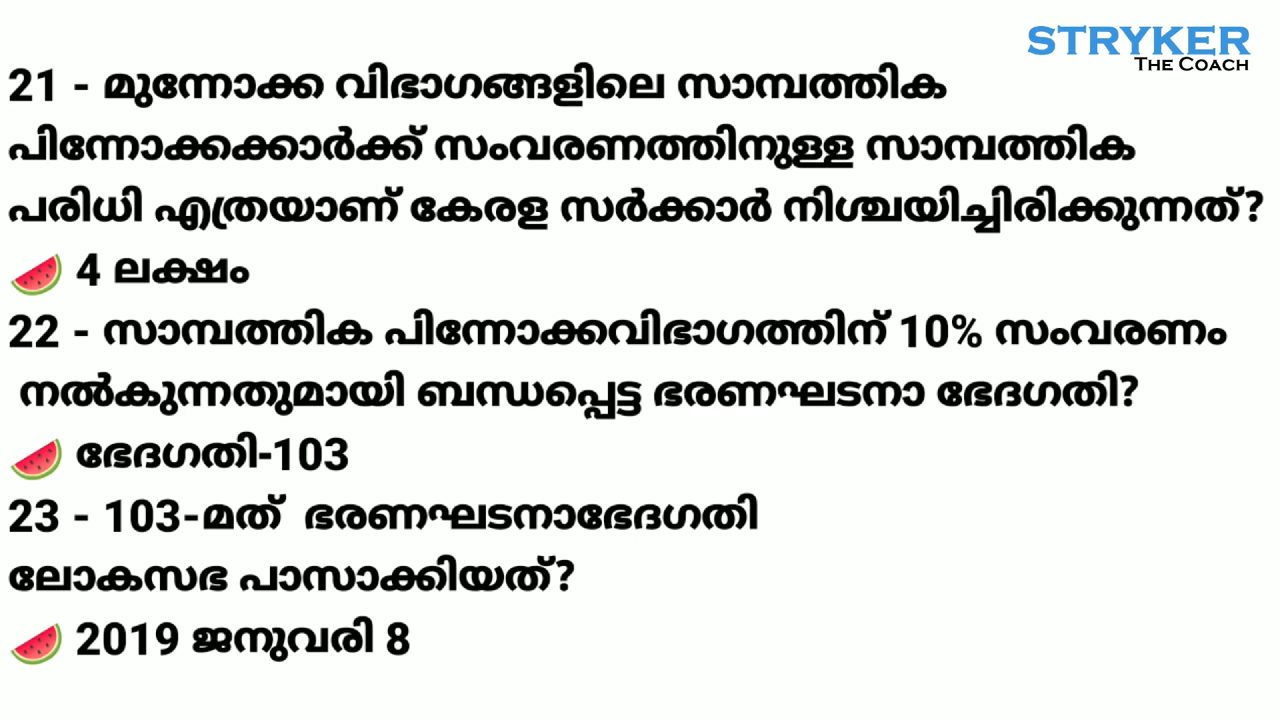 STRYKER
THE COACH
21 - മുന്നോക്ക വിഭാഗങ്ങളിലെ സാമ്പത്തിക
പിന്നോക്കക്കാർക്ക് സംവരണത്തിനുള്ള സാമ്പത്തിക
പരിധി എത്രയാണ് കേരള സർക്കാർ നിശ്ചയിച്ചിരിക്കുന്നത്?
🍉 4 ലക്ഷം
22 - സാമ്പത്തിക പിന്നോക്കവിഭാഗത്തിന് 10% സംവരണം
നൽകുന്നതുമായി ബന്ധപ്പെട്ട ഭരണഘടനാ ഭേദഗതി?
🍉 ഭേദഗതി-103
23 - 103-മത് ഭരണഘടനാഭേദഗതി
ലോകസഭ പാസാക്കിയത്?
🍉 2019 ജനുവരി 8